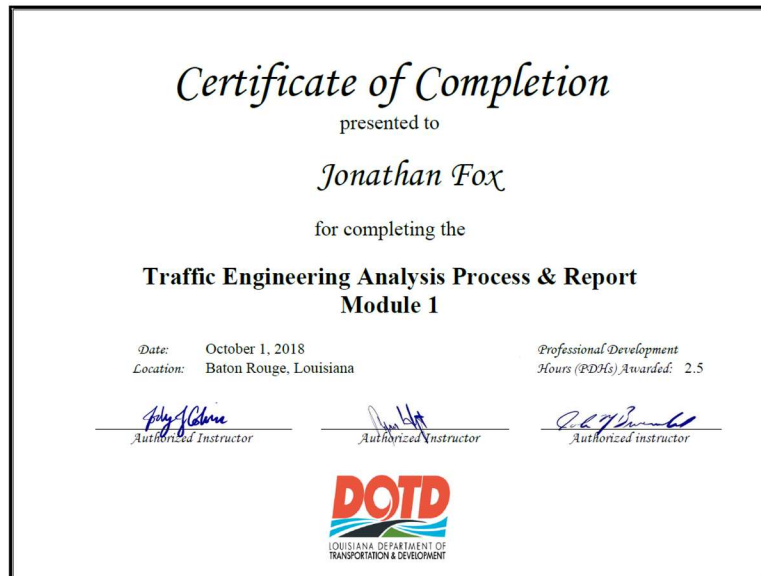 Certificate of Completion
presented to
Jonathan Fox
for completing the
Traffic Engineering Analysis Process & Report
Module 1
Date: October 1, 2018
Location: Baton Rouge, Louisiana
Professional Development
Hours (PDHs) Awarded: 2.5
Authorized Instructor
Authorized Instructor
Authorized instructor
DOTD
LOUISIANA DEPARTMENT OF
TRANSPORTATION & DEVELOPMENT